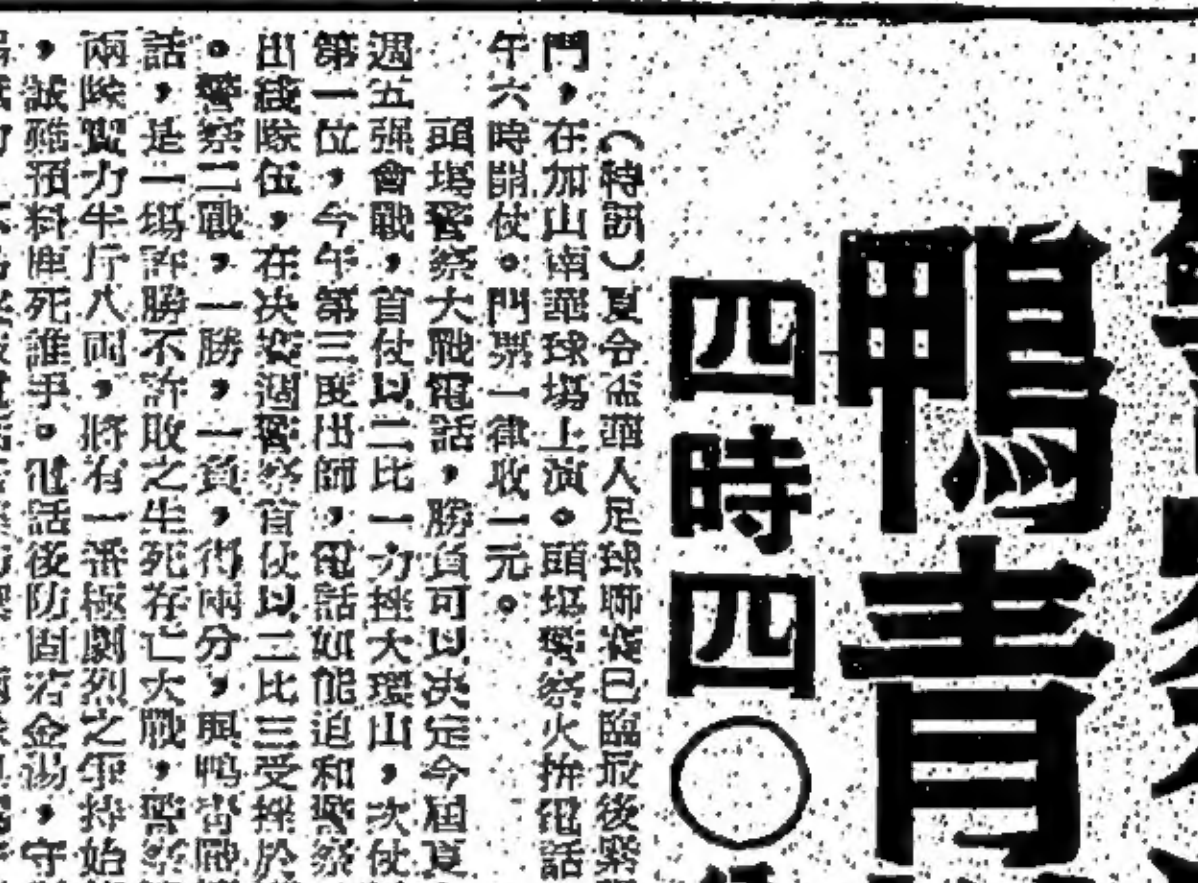 鴨青
四時四〇
（特訊）夏令盃華人足球聯賽已臨最後緊
門，在加山南華球場上演。頭場警察火拚電話
午六時開仗。門票一律收一元。
頭場警察大戰電話，勝負可以決定今屆夏
週五強會戰，首仗以二比一力挫大環山，次仗
第一位，今午第三度出師，電話如能迫和警察
出綫隊伍，在決賽週警察首仗以二比三受挫於
。警察二戰，一勝，一負，得兩分，與鴨青同
話，是一場許勝不許敗之生死存亡大戰，警察
兩隊實力半斤八両，將有一番極劇烈之爭持始
，誠難預料鹿死誰手。電話後防固若金湯，守